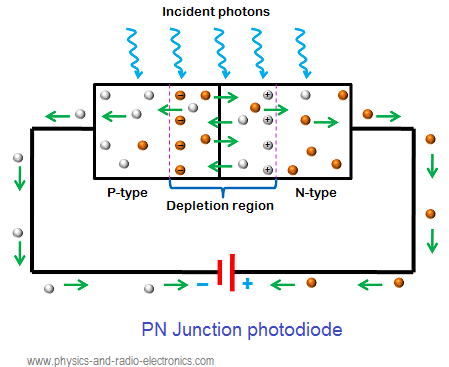 Incident photons
P-type
N-type
Depletion region
− +
PN Junction photodiode
www.physics-and-radio-electronics.com